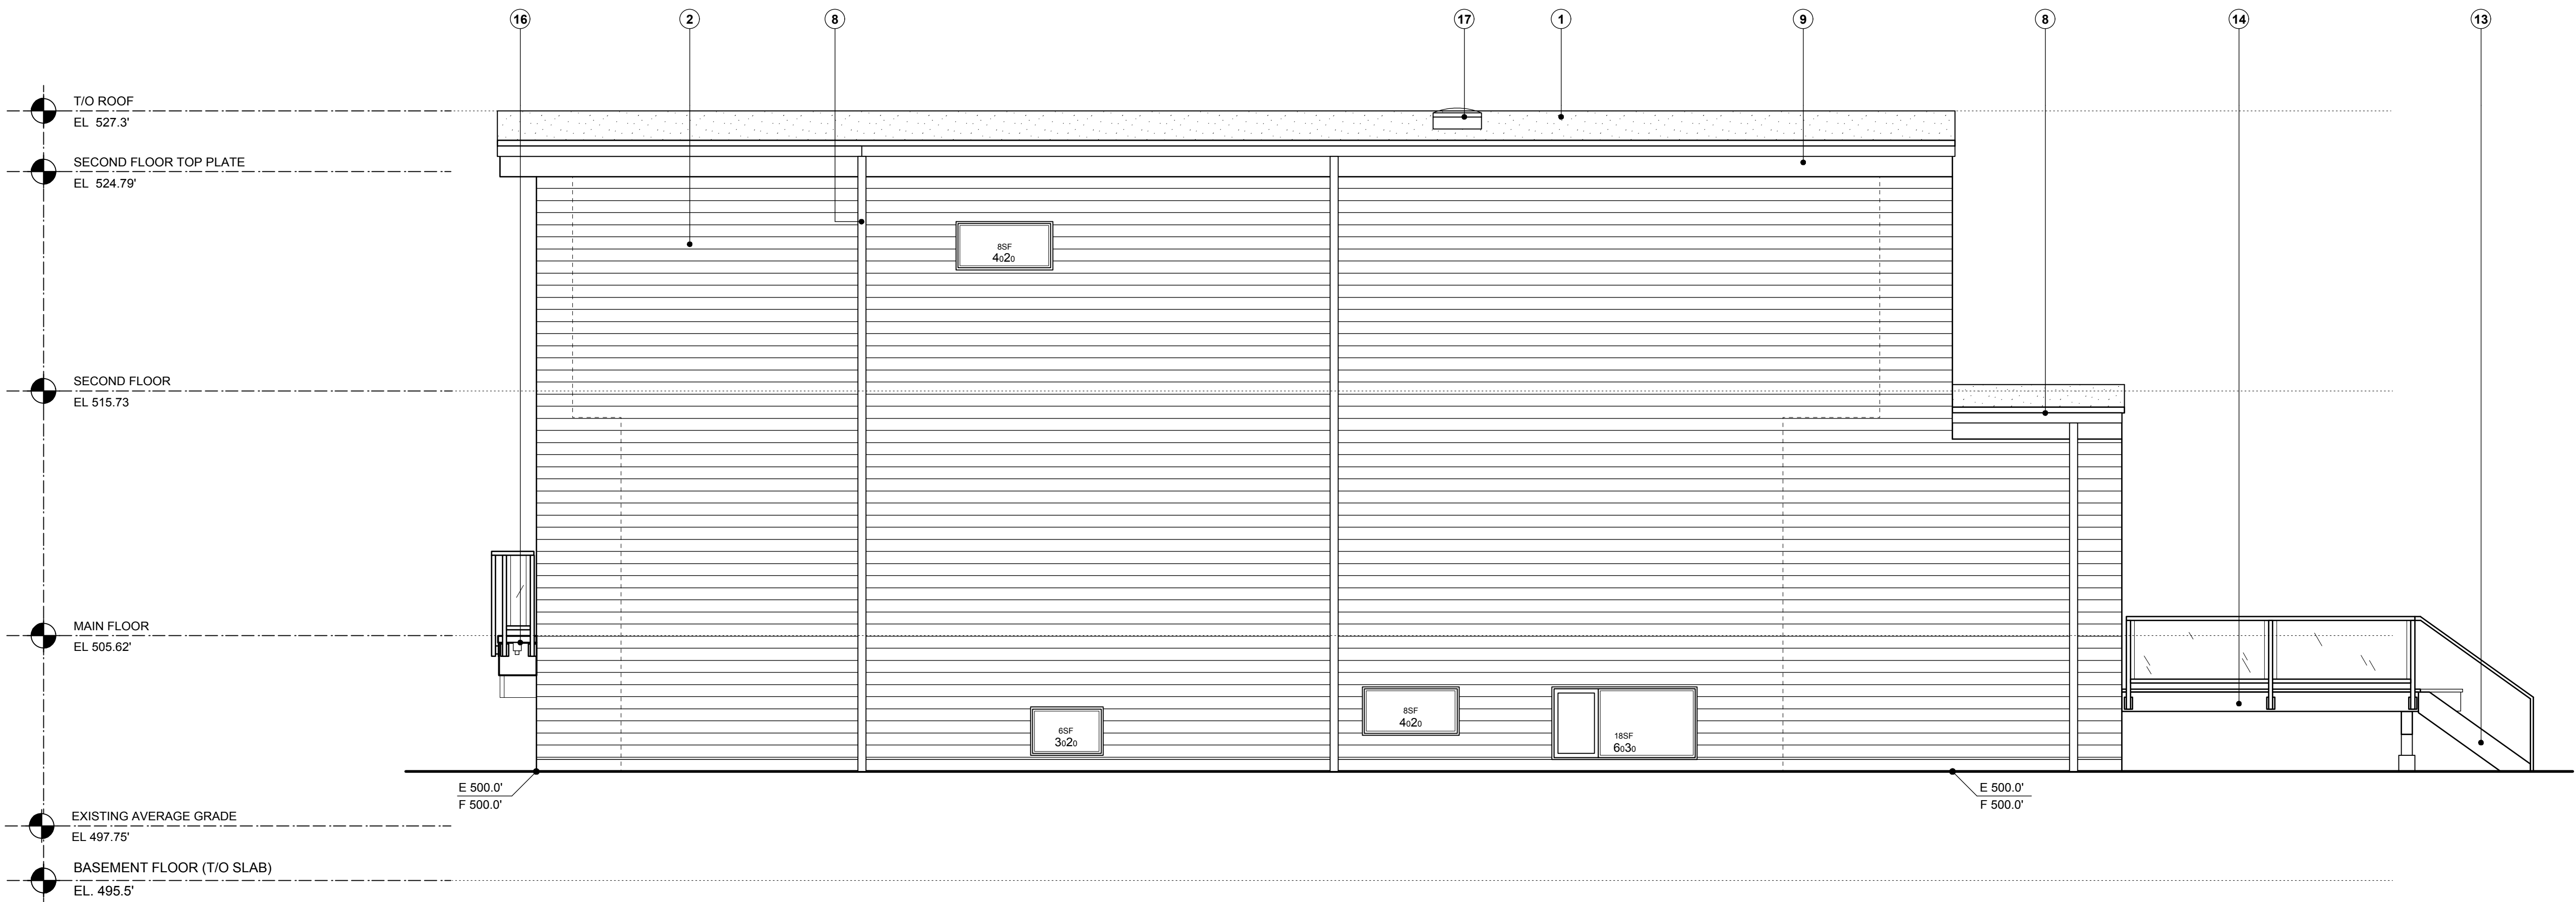 16 2 8 17 1 9 8 14 13
T/O ROOF
EL 527.3'
SECOND FLOOR TOP PLATE
EL 524.79'
8SF
4020
SECOND FLOOR
EL 515.73
MAIN FLOOR
EL 505.62'
6SF
3020
8SF
4020
18SF
6030
E 500.0'
F 500.0'
E 500.0'
F 500.0'
EXISTING AVERAGE GRADE
EL 497.75'
BASEMENT FLOOR (T/O SLAB)
EL. 495.5'